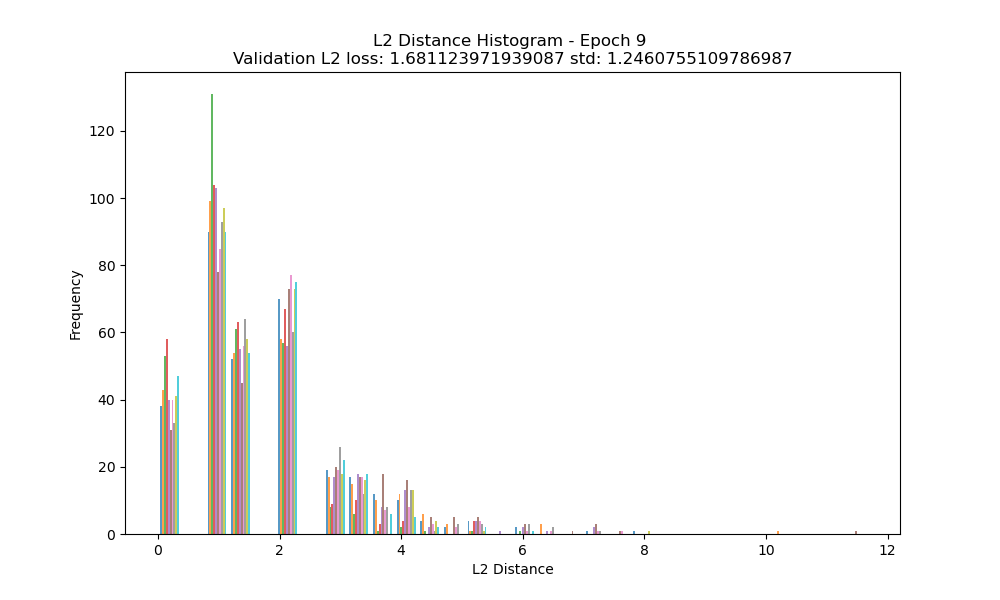 L2 Distance Histogram - Epoch 9
Validation L2 loss: 1.681123971939087 std: 1.2460755109786987
120
100
80
60
40
20
0
Frequency
0 2 4 6 8 10 12
L2 Distance